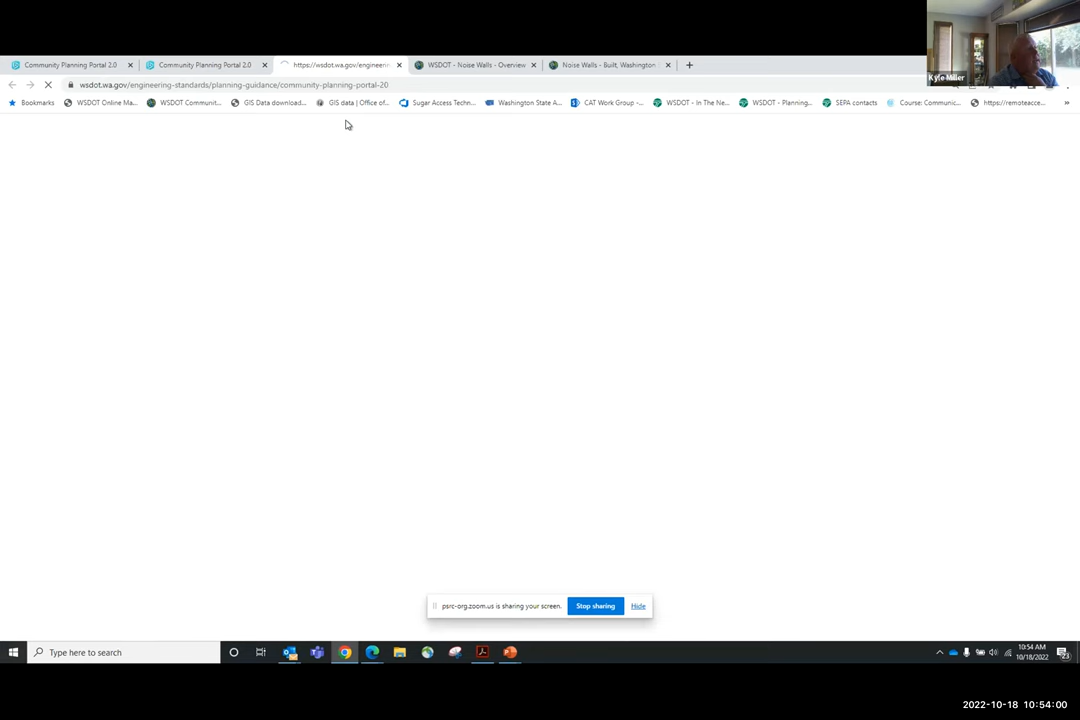 Community Planning Portal 2.0
Community Planning Portal 2.0
https://wsdot.wa.gov/engineerin
WSDOT - Noise Walls - Overview
Noise Walls - Built, Washington
Kyle Miller
wsdot.wa.gov/engineering-standards/planning-guidance/community-planning-portal-20
Bookmarks
WSDOT Online Ma...
WSDOT Communit...
GIS Data download...
GIS data | Office of...
Sugar Access Techn...
Washington State A...
CAT Work Group -...
WSDOT - In The Ne...
WSDOT - Planning...
SEPA contacts
Course: Communic...
https://remoteacce...
»
psrc-org.zoom.us is sharing your screen.
Stop sharing
Hide
Type here to search
10:54 AM
10/18/2022
23
2022-10-18 10:54:00